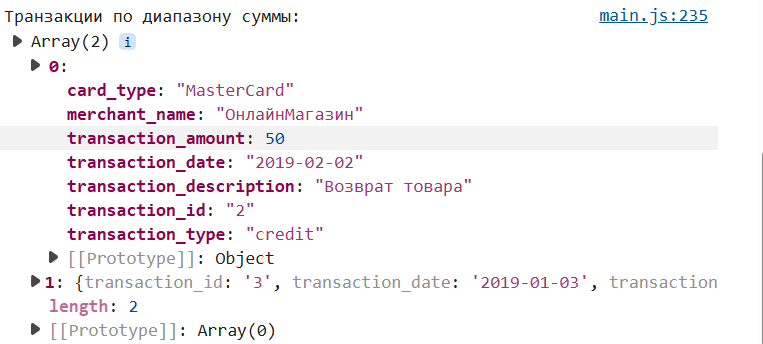 Транзакции по диапазону суммы: main.js:235
Array(2) i
0:
card_type: "MasterCard"
merchant_name: "ОнлайнМагазин"
transaction_amount: 50
transaction_date: "2019-02-02"
transaction_description: "Возврат товара"
transaction_id: "2"
transaction_type: "credit"
[[Prototype]]: Object
1: {transaction_id: '3', transaction_date: '2019-01-03', transaction
length: 2
[[Prototype]]: Array(0)